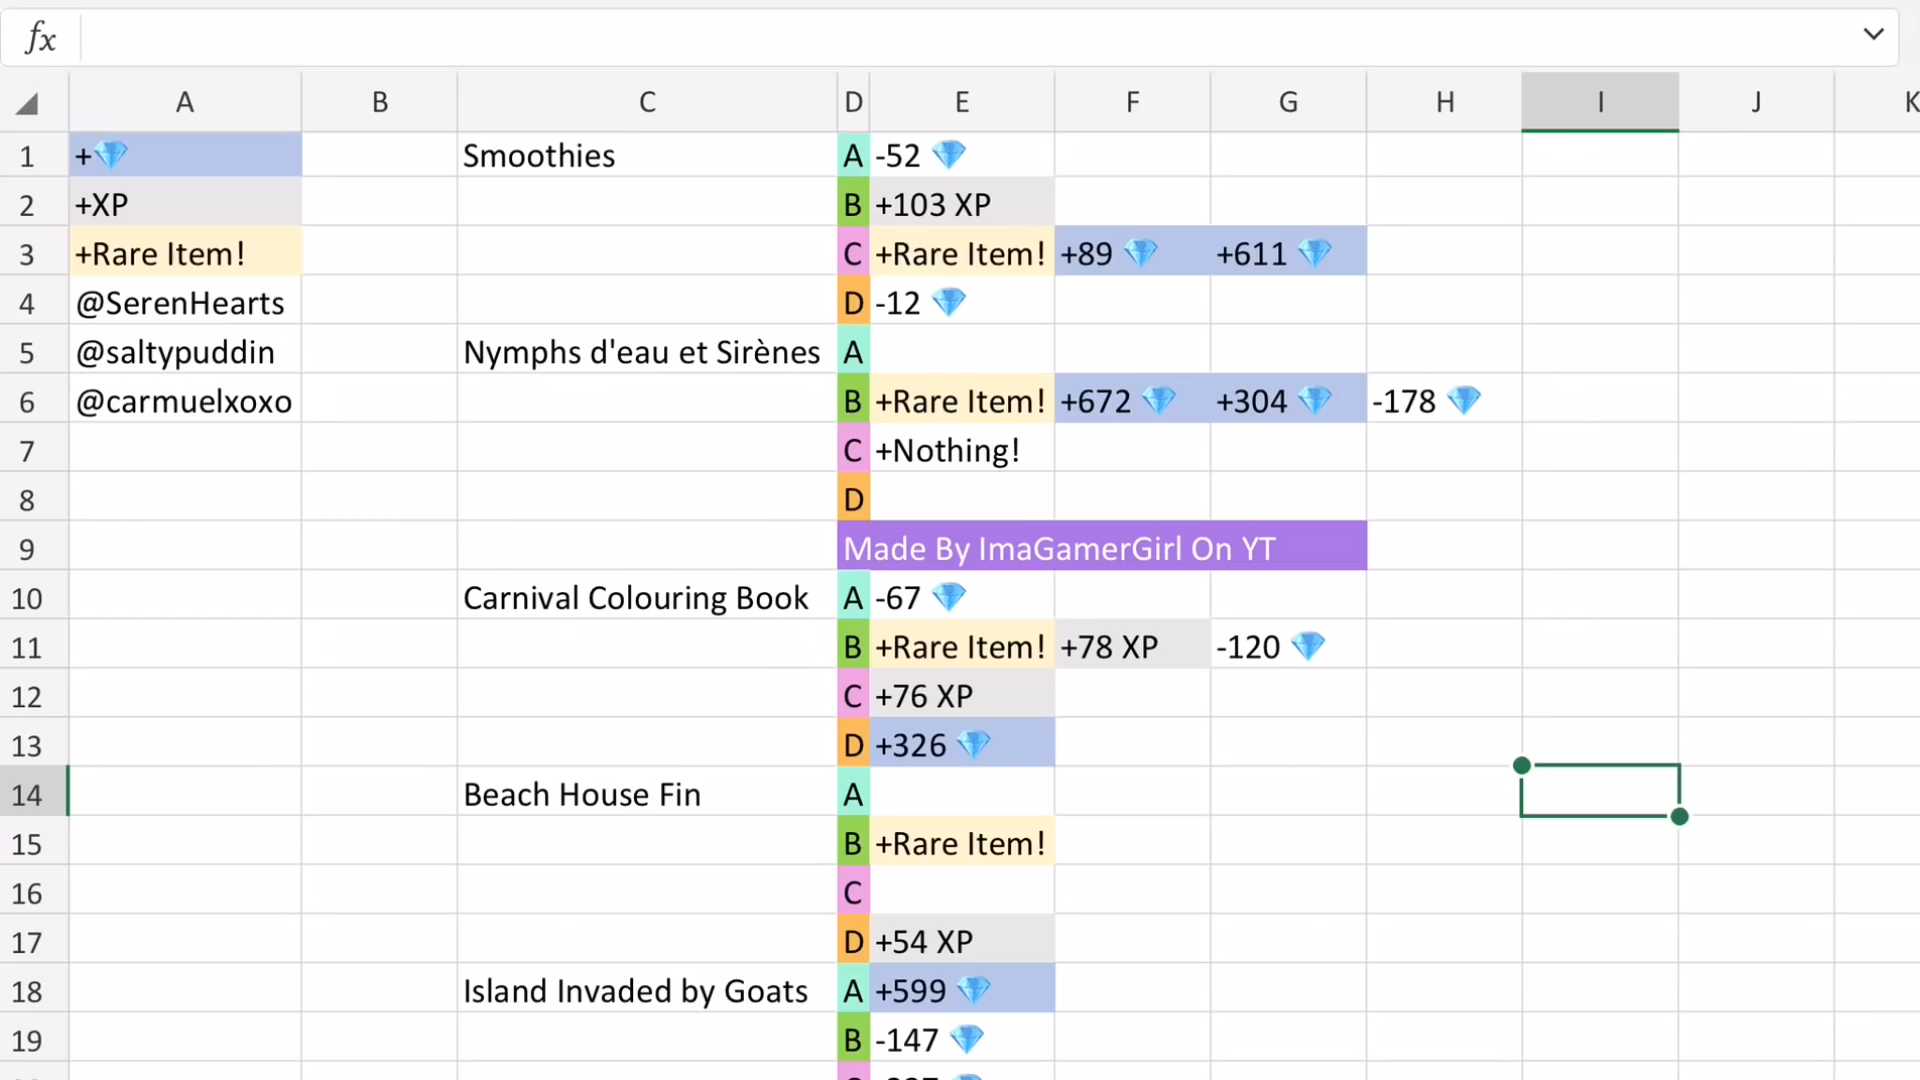 fx
A B C D E F G H I J K
1 +💎 Smoothies A -52 💎
2 +XP B +103 XP
3 +Rare Item! C +Rare Item! +89 💎 +611 💎
4 @SerenHearts D -12 💎
5 @saltypuddin Nymphs d'eau et Sirènes A
6 @carmuelxoxo B +Rare Item! +672 💎 +304 💎 -178 💎
7 C +Nothing!
8 D
9 Made By ImaGamerGirl On YT
10 Carnival Colouring Book A -67 💎
11 B +Rare Item! +78 XP -120 💎
12 C +76 XP
13 D +326 💎
14 Beach House Fin A
15 B +Rare Item!
16 C
17 D +54 XP
18 Island Invaded by Goats A +599 💎
19 B -147 💎